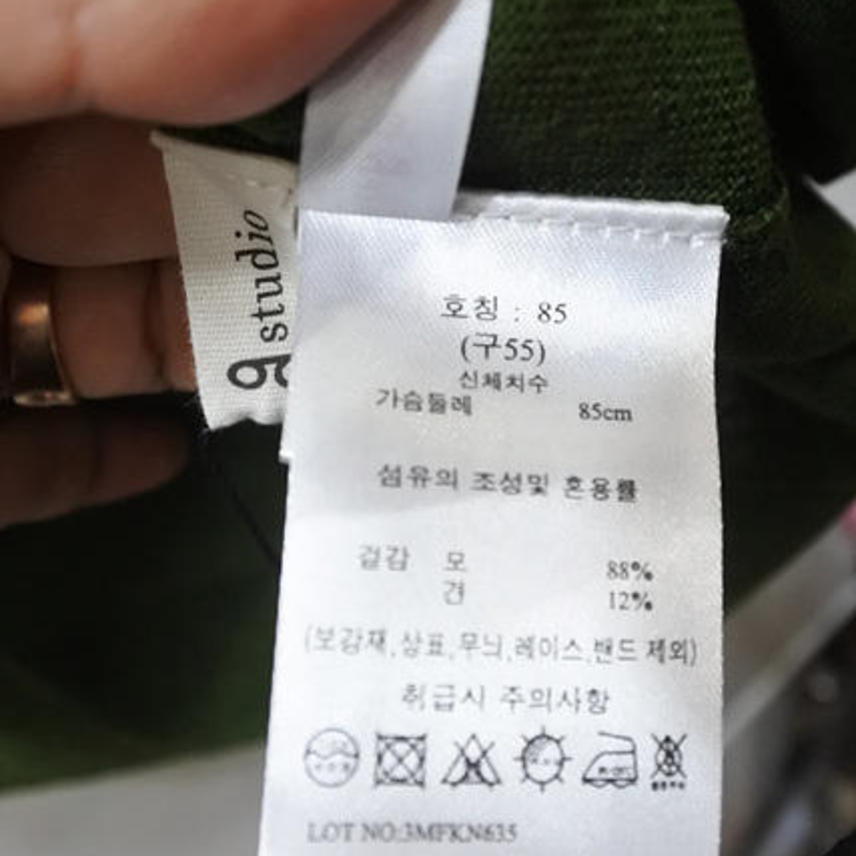 g studio
호칭 : 85
(구55)
신체치수
가슴둘레 85cm
섬유의 조성및 혼용률
겉감 모 88%
견 12%
(보강재,상표,무늬,레이스,밴드 제외)
취급시 주의사항
LOT NO:3MFKN635